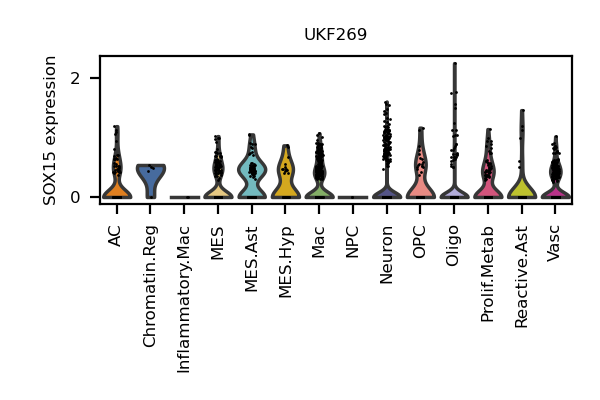 UKF269
SOX15 expression
2
0
AC
Chromatin.Reg
Inflammatory.Mac
MES
MES.Ast
MES.Hyp
Mac
NPC
Neuron
OPC
Oligo
Prolif.Metab
Reactive.Ast
Vasc